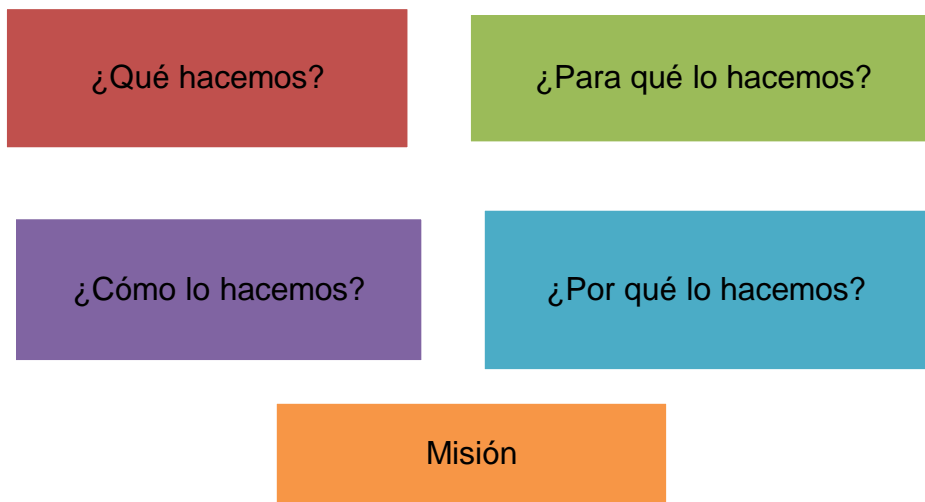 ¿Qué hacemos?
¿Para qué lo hacemos?
¿Cómo lo hacemos?
¿Por qué lo hacemos?
Misión